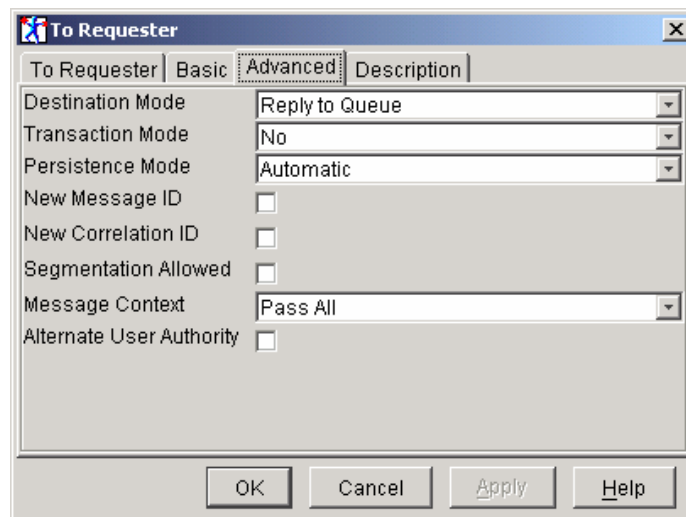 To Requester
To Requester Basic Advanced Description
Destination Mode Reply to Queue
Transaction Mode No
Persistence Mode Automatic
New Message ID
New Correlation ID
Segmentation Allowed
Message Context Pass All
Alternate User Authority
OK Cancel Apply Help